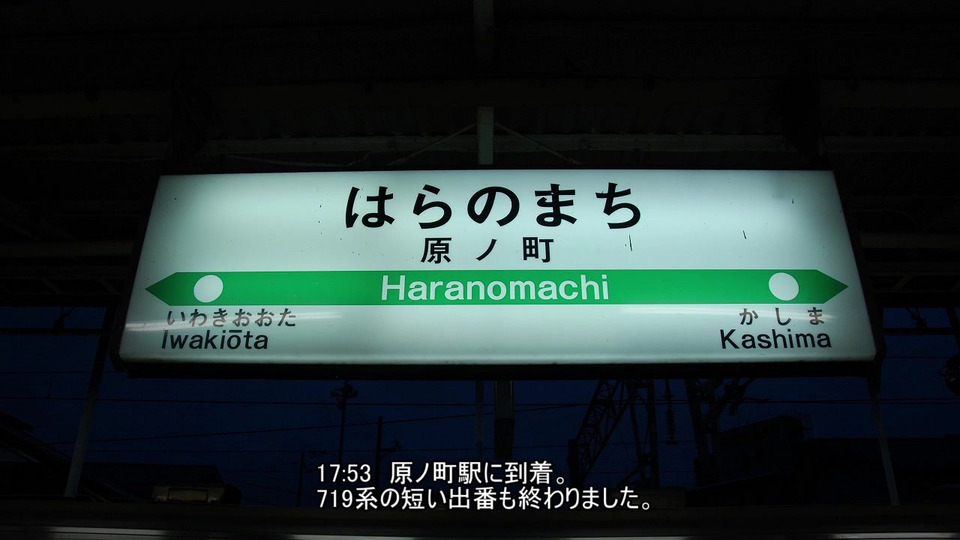 はらのまち
原ノ町
Haranomachi
いわきおおた
Iwakiōta
かしま
Kashima
17:53 原ノ町駅に到着。
719系の短い出番も終わりました。